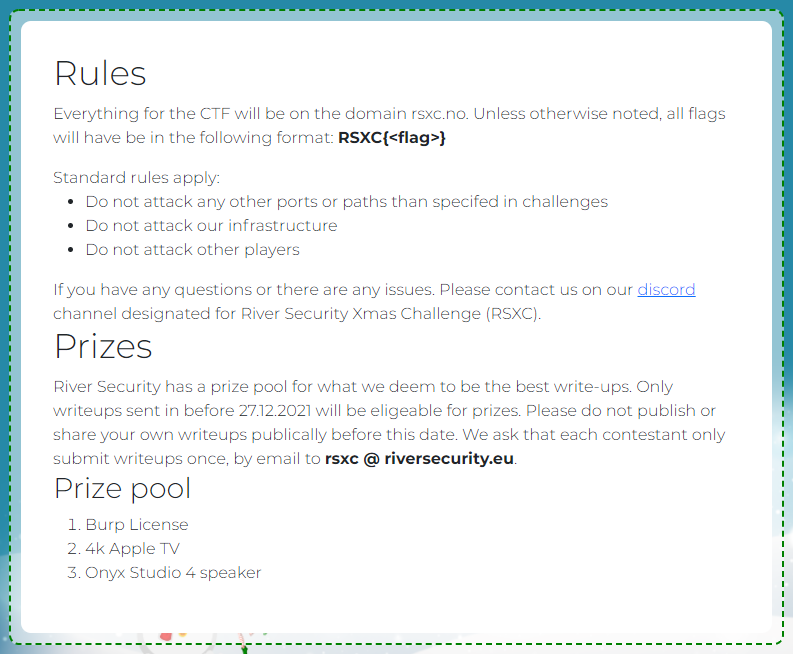 Rules
Everything for the CTF will be on the domain rsxc.no. Unless otherwise noted, all flags
will have be in the following format: RSXC{<flag>}
Standard rules apply:
• Do not attack any other ports or paths than specifed in challenges
• Do not attack our infrastructure
• Do not attack other players
If you have any questions or there are any issues. Please contact us on our discord
channel designated for River Security Xmas Challenge (RSXC).
Prizes
River Security has a prize pool for what we deem to be the best write-ups. Only
writeups sent in before 27.12.2021 will be eligeable for prizes. Please do not publish or
share your own writeups publically before this date. We ask that each contestant only
submit writeups once, by email to rsxc @ riversecurity.eu.
Prize pool
1. Burp License
2. 4k Apple TV
3. Onyx Studio 4 speaker